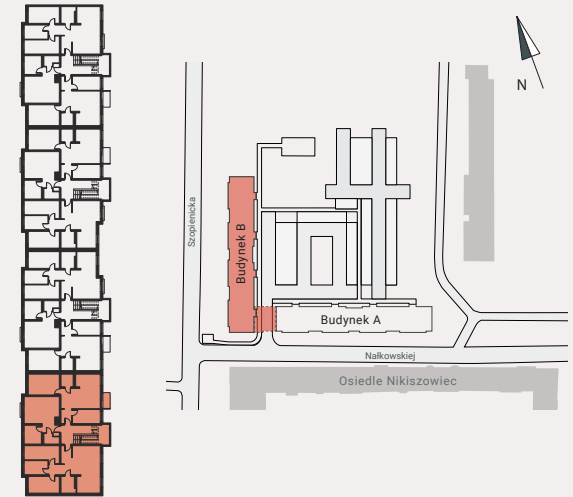 N
Szopienicka
Budynek B
Budynek A
Nałkowskiej
Osiedle Nikiszowiec